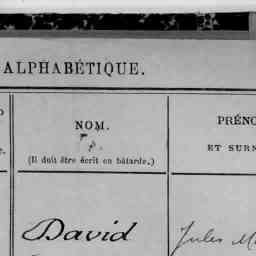 ALPHABÉTIQUE.
NOM.
(Il doit être écrit en bâtarde.)
PRÉNO
ET SURN
e.
David
Jules M